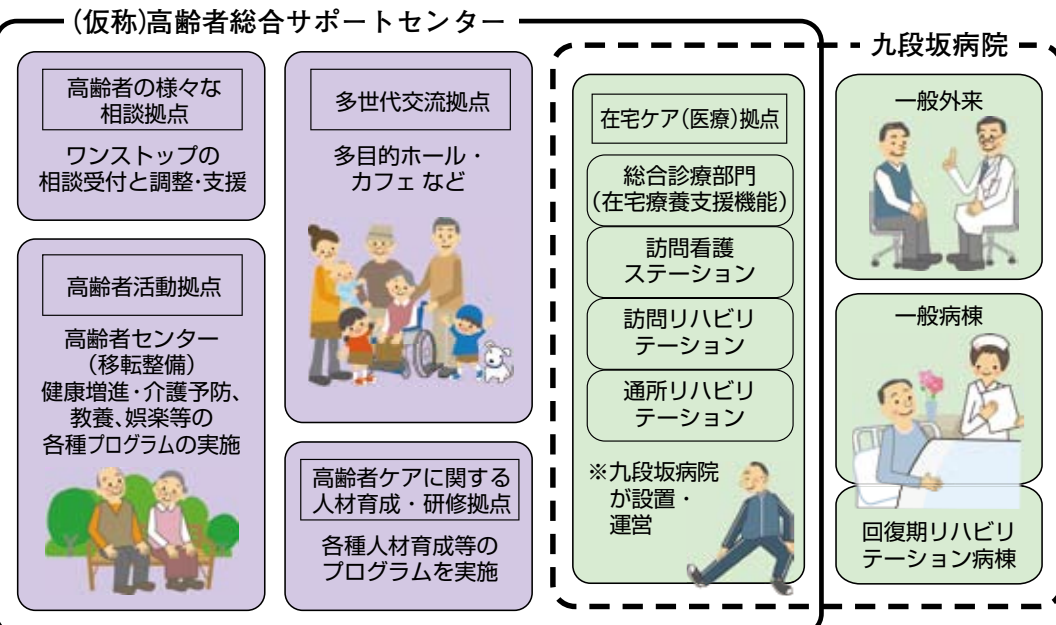 (仮称)高齢者総合サポートセンター
高齢者の様々な
相談拠点
ワンストップの
相談受付と調整・支援
高齢者活動拠点
高齢者センター
(移転整備)
健康増進・介護予防、
教養、娯楽等の
各種プログラムの実施
多世代交流拠点
多目的ホール・
カフェ など
高齢者ケアに関する
人材育成・研修拠点
各種人材育成等の
プログラムを実施
在宅ケア(医療)拠点
総合診療部門
(在宅療養支援機能)
訪問看護
ステーション
訪問リハビリ
テーション
通所リハビリ
テーション
※九段坂病院
が設置・
運営
九段坂病院
一般外来
一般病棟
回復期リハビリ
テーション病棟